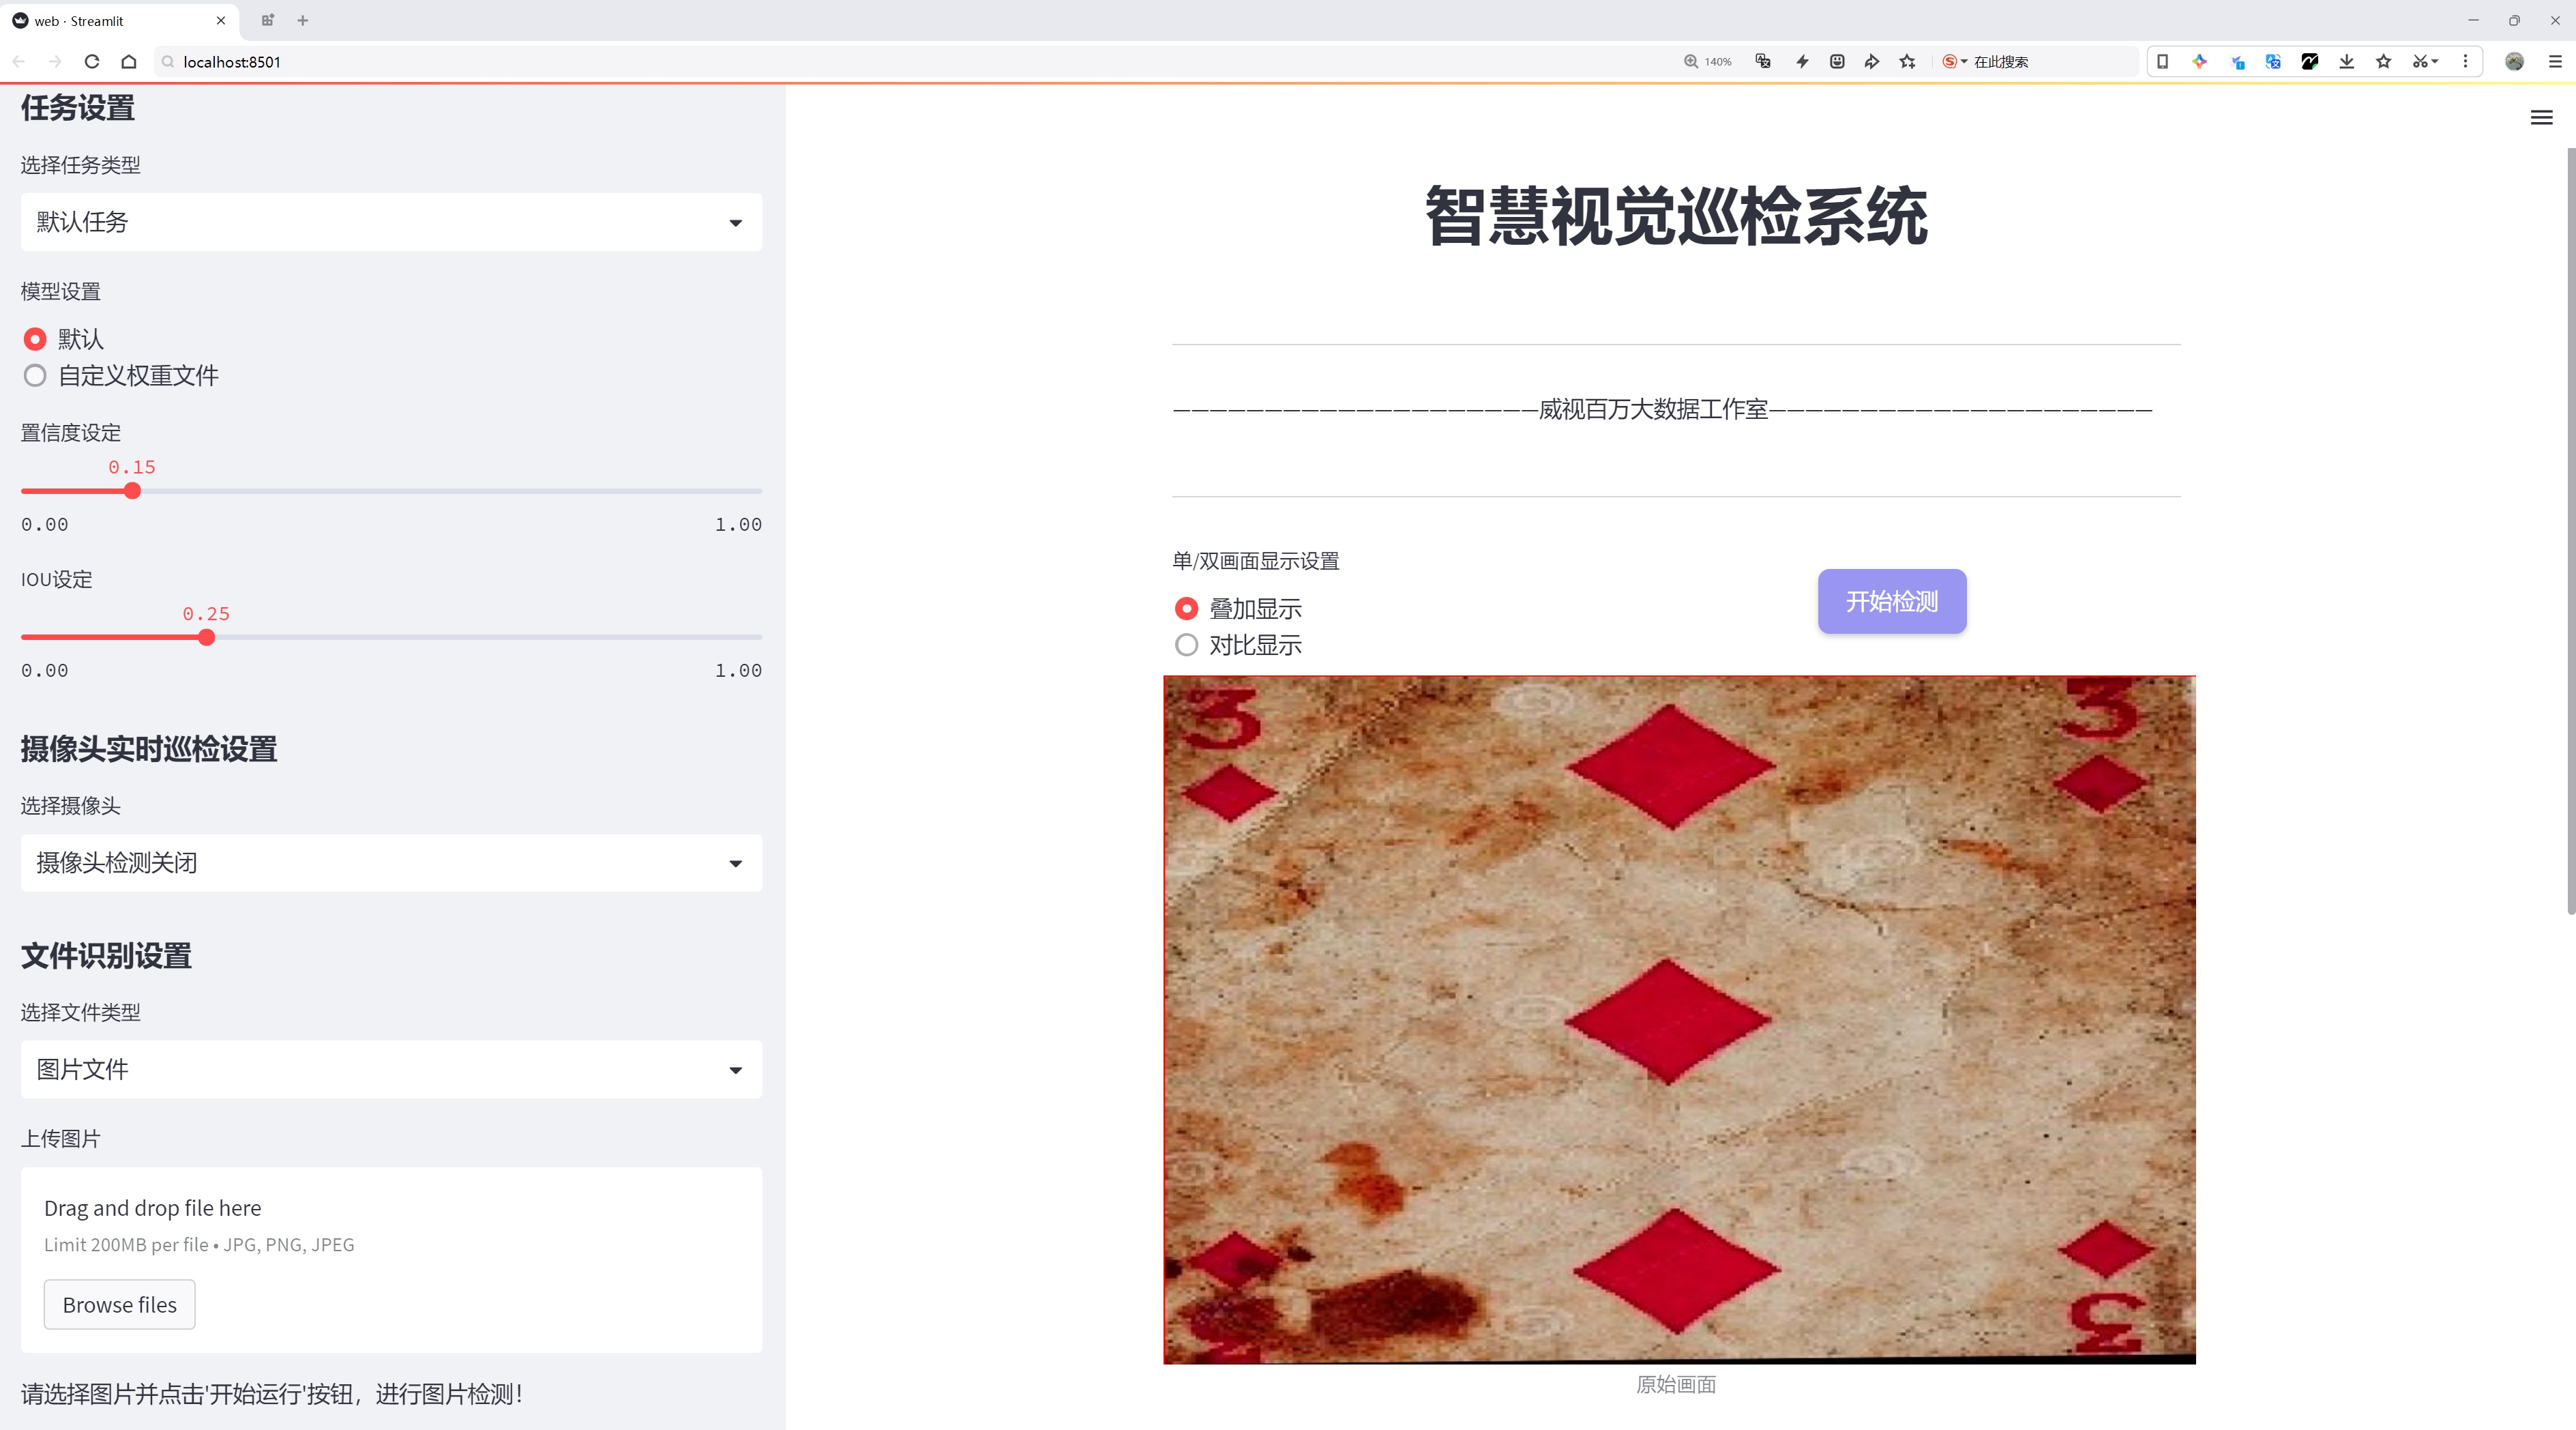 web · Streamlit
localhost:8501
140%
在此搜索
任务设置
选择任务类型
默认任务
模型设置
默认
自定义权重文件
置信度设定
0.15
0.00 1.00
IOU设定
0.25
0.00 1.00
摄像头实时巡检设置
选择摄像头
摄像头检测关闭
文件识别设置
选择文件类型
图片文件
上传图片
Drag and drop file here
Limit 200MB per file • JPG, PNG, JPEG
Browse files
请选择图片并点击'开始运行'按钮，进行图片检测！
智慧视觉巡检系统
————————————————————威视百万大数据工作室—————————————————————
单/双画面显示设置
叠加显示
对比显示
开始检测
3 3
3
原始画面